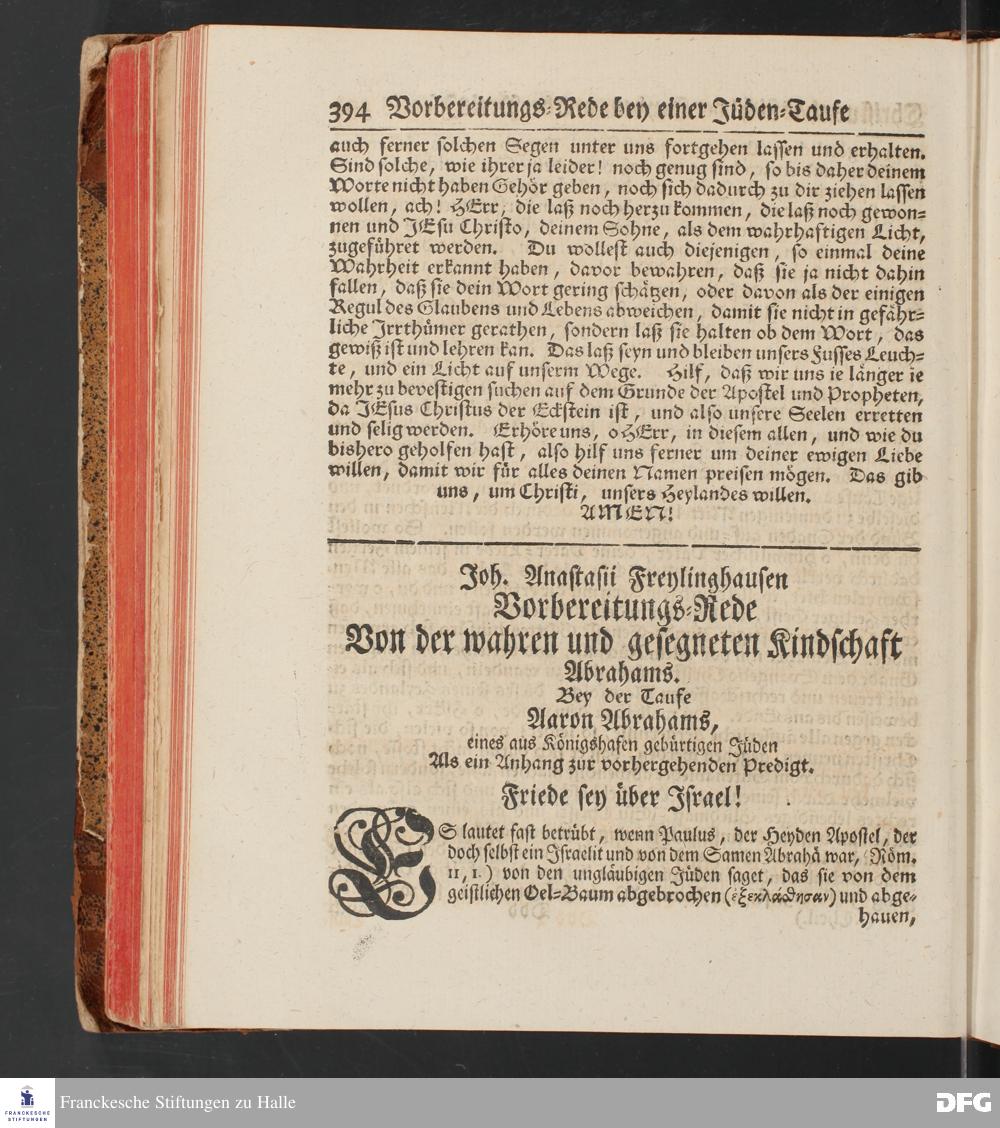 394 Vorbereitungs-Rede bey einer Jüden-Taufe
auch ferner solchen Segen unter uns fortgehen lassen und erhalten.
Sind solche, wie ihrer ja leider! noch genug sind, so bis daher deinem
Worte nicht haben Gehör geben, noch sich dadurch zu dir ziehen lassen
wollen, ach! HErr, die laß noch herzu kommen, die laß noch gewon-
nen und JEsu Christo, deinem Sohne, als dem wahrhaftigen Licht,
zugeführet werden. Du wollest auch diejenigen, so einmal deine
Wahrheit erkannt haben, davor bewahren, daß sie ja nicht dahin
fallen, daß sie dein Wort gering schätzen, oder davon als der einigen
Regul des Glaubens und Lebens abweichen, damit sie nicht in gefähr-
liche Irrthümer gerathen, sondern laß sie halten ob dem Wort, das
gewiß ist und lehren kan. Das laß seyn und bleiben unsers Fusses Leuch-
te, und ein Licht auf unserm Wege. Hilf, daß wir uns ie länger ie
mehr zu bevestigen suchen auf dem Grunde der Apostel und Propheten,
da JEsus Christus der Eckstein ist, und also unsere Seelen erretten
und selig werden. Erhöre uns, o HErr, in diesem allen, und wie du
bishero geholfen hast, also hilf uns ferner um deiner ewigen Liebe
willen, damit wir für alles deinen Namen preisen mögen. Das gib
uns, um Christi, unsers Heylandes willen.
AMEN!
Joh. Anastasii Freylinghausen
Vorbereitungs-Rede
Von der wahren und gesegneten Kindschaft
Abrahams.
Bey der Taufe
Aaron Abrahams,
eines aus Königshafen gebürtigen Jüden
Als ein Anhang zur vorhergehenden Predigt.
Friede sey über Israel!
ES lautet fast betrübt, wenn Paulus, der Heyden Apostel, der
doch selbst ein Israelit und von dem Samen Abrahä war, (Röm.
11, 1.) von den ungläubigen Jüden saget, das sie von dem
geistlichen Oel-Baum abgebrochen (ἐξεκλάϑησαν) und abge-
hauen,
FRANCKESCHE
STIFTUNGEN
Franckesche Stiftungen zu Halle
DFG